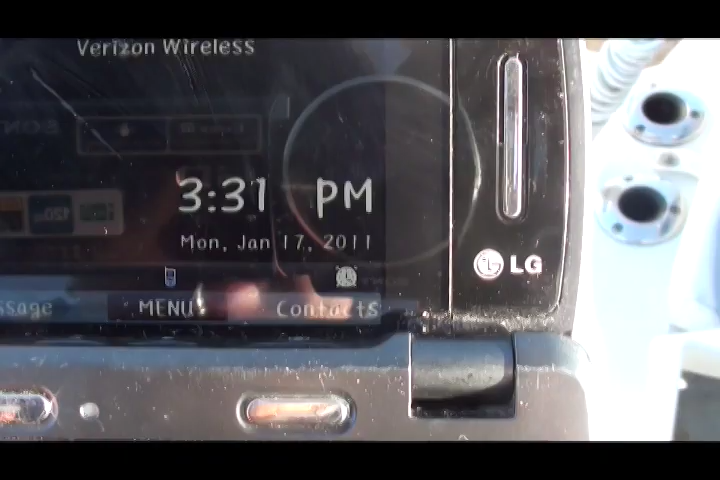 Verizon Wireless
3:31 PM
Mon, Jan 17, 2011
LG
ssage MENU Contacts